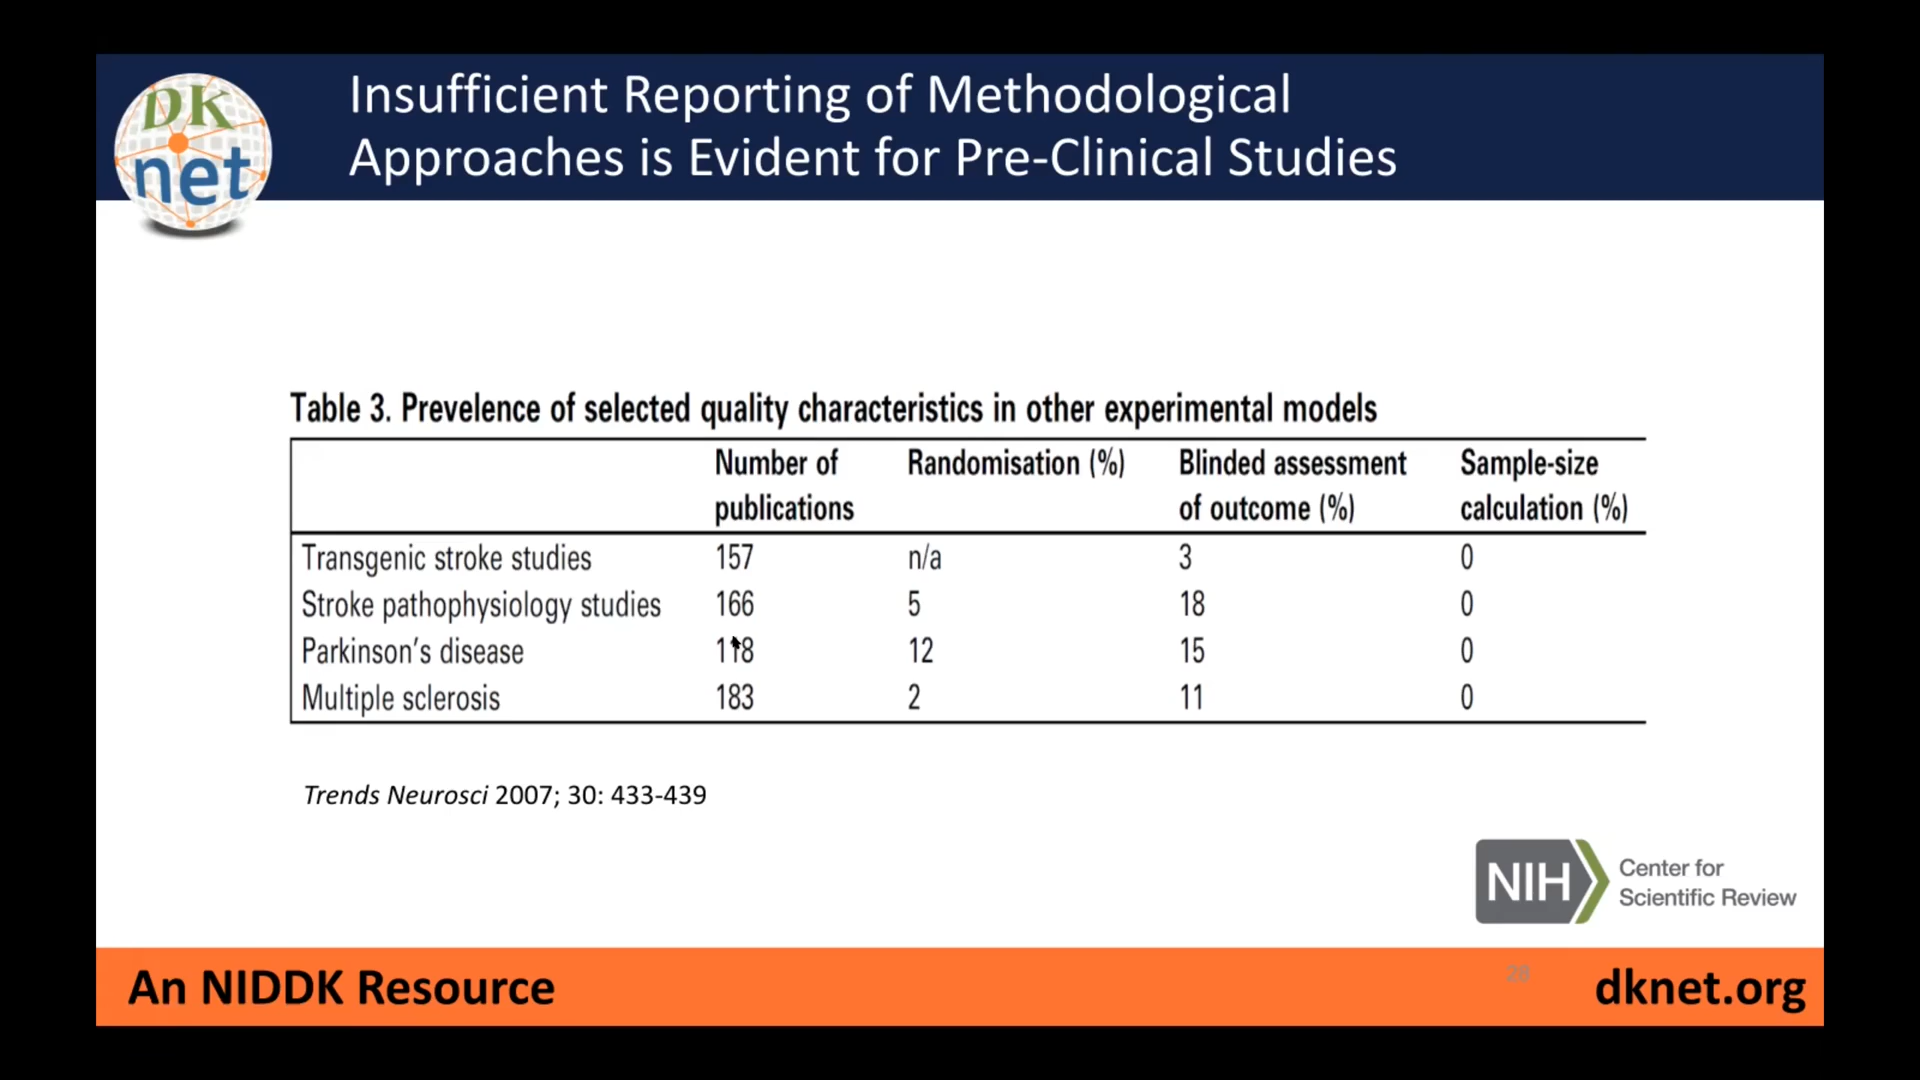 DK
net
Insufficient Reporting of Methodological
Approaches is Evident for Pre-Clinical Studies
Table 3. Prevelence of selected quality characteristics in other experimental models
Number of publications Randomisation (%) Blinded assessment of outcome (%) Sample-size calculation (%)
Transgenic stroke studies 157 n/a 3 0
Stroke pathophysiology studies 166 5 18 0
Parkinson's disease 118 12 15 0
Multiple sclerosis 183 2 11 0
Trends Neurosci 2007; 30: 433-439
NIH Center for
Scientific Review
An NIDDK Resource
28
dknet.org